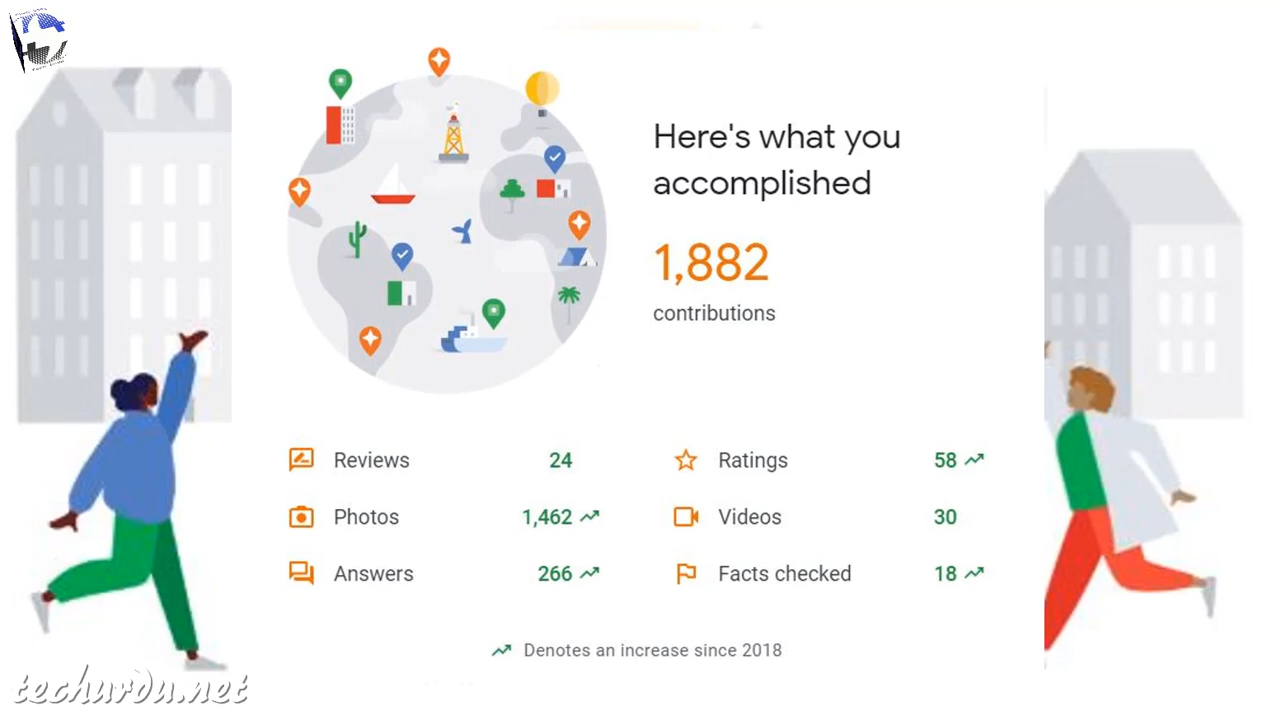 Here's what you
accomplished
1,882
contributions
Reviews 24
Ratings 58
Photos 1,462
Videos 30
Answers 266
Facts checked 18
Denotes an increase since 2018
techurdu.net